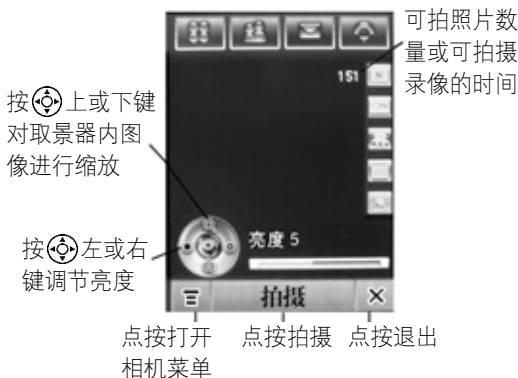 可拍照片数
量或可拍摄
录像的时间
151
按上或下键
对取景器内图
像进行缩放
亮度 5
按左或右
键调节亮度
拍摄
点按打开
相机菜单
点按拍摄
点按退出